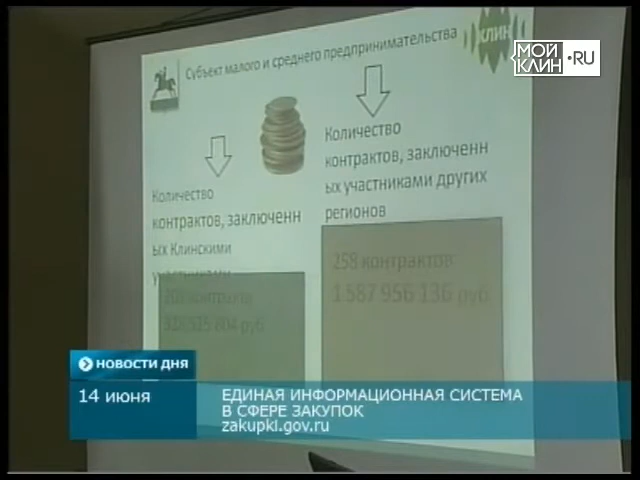 Субъект малого и среднего предпринимательства
КЛИН
МОЙ
КЛИН.RU
Количество
контрактов, заключенн
ых участниками других
регионов
258 контрактов
1 587 956 136 руб
Количество
контрактов, заключенн
ых Клинскими
участниками
руб
НОВОСТИ ДНЯ
14 июня
ЕДИНАЯ ИНФОРМАЦИОННАЯ СИСТЕМА
В СФЕРЕ ЗАКУПОК
zakupki.gov.ru